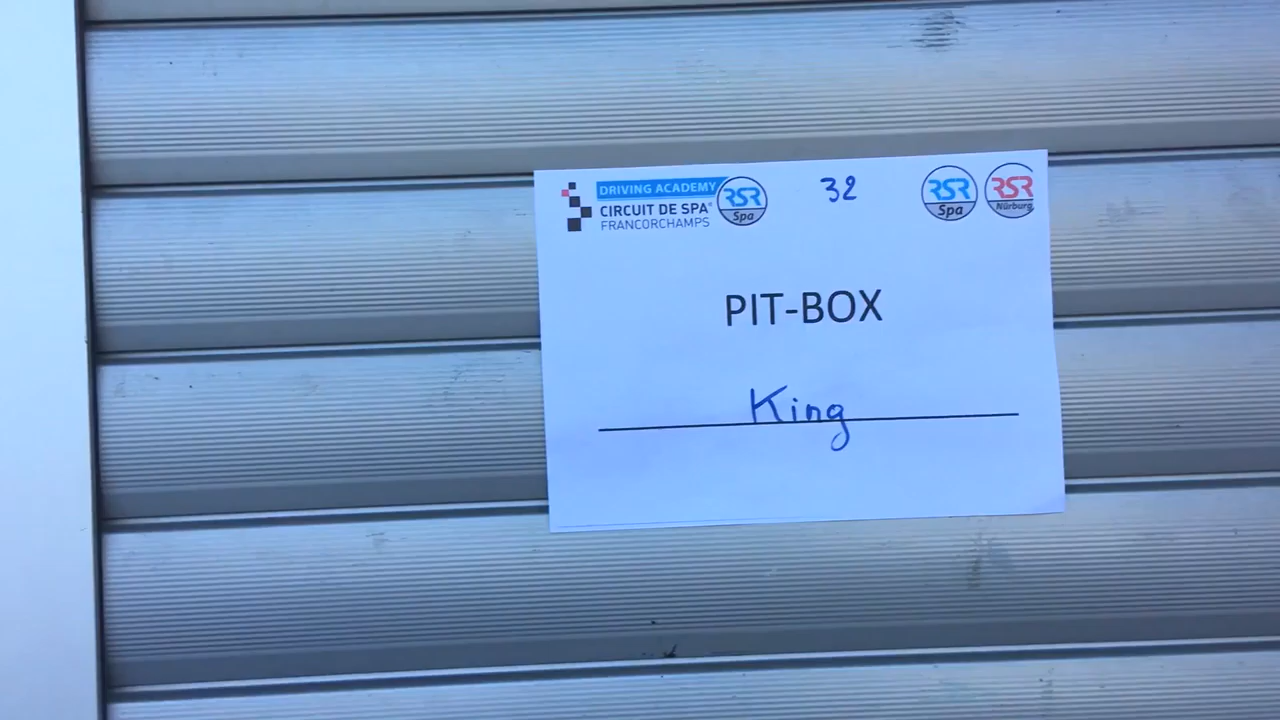 DRIVING ACADEMY
CIRCUIT DE SPA®
FRANCORCHAMPS
RSR
Spa
32
RSR
Spa
RSR
Nürburg
PIT-BOX
King